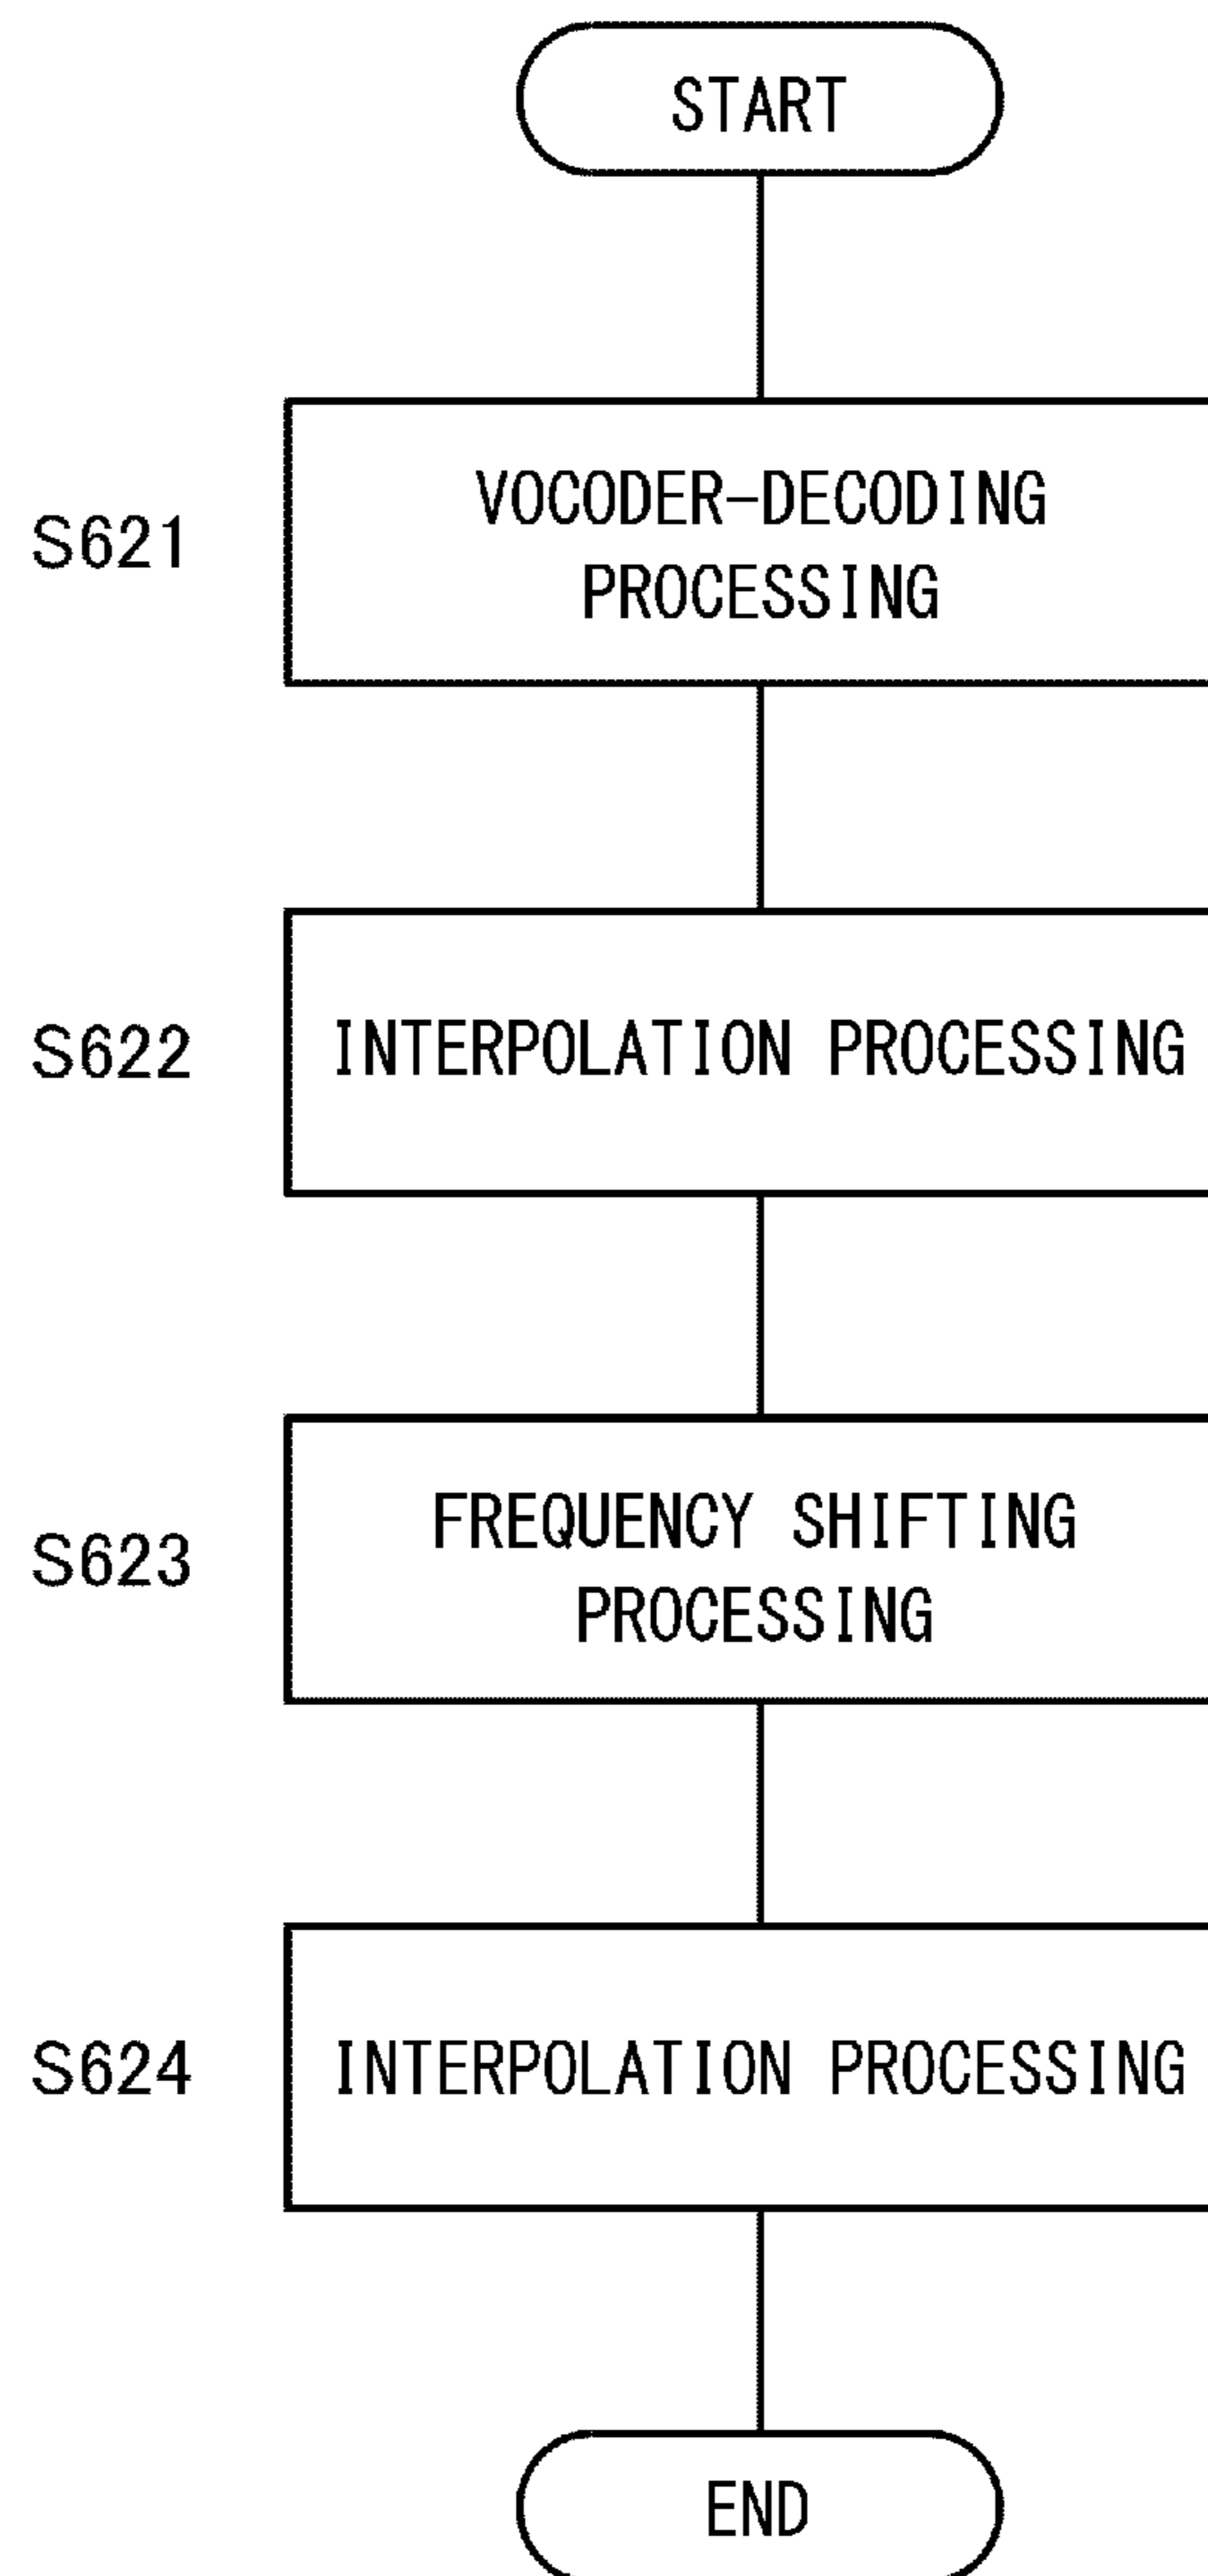 START
S621
VOCODER-DECODING
PROCESSING
S622
INTERPOLATION PROCESSING
S623
FREQUENCY SHIFTING
PROCESSING
S624
INTERPOLATION PROCESSING
END